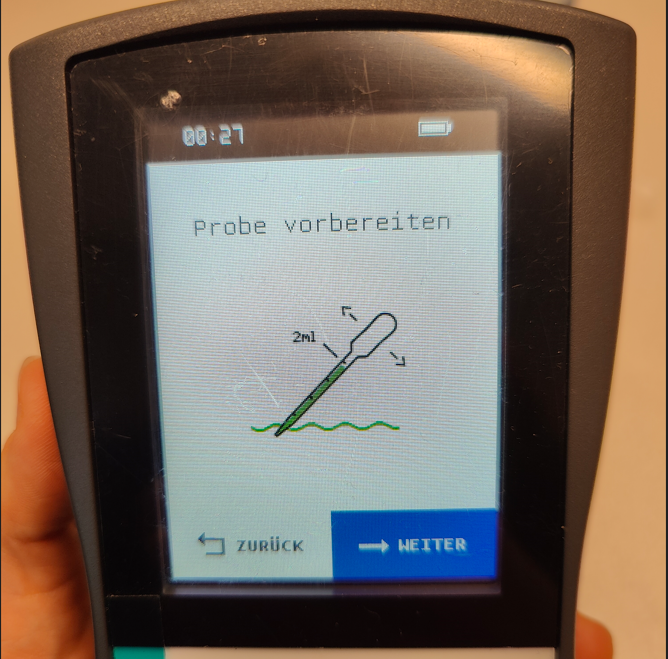 00:27
Probe vorbereiten
2ml
ZURÜCK
WEITER